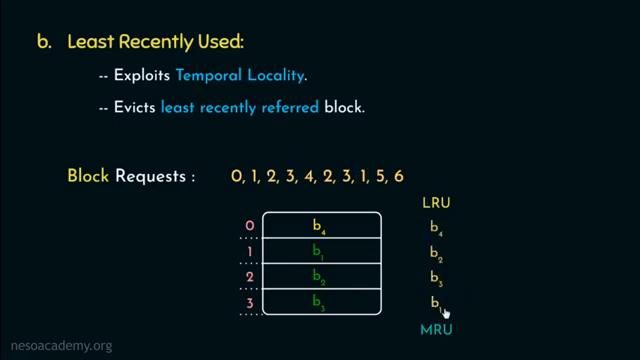 b. Least Recently Used:
-- Exploits Temporal Locality.
-- Evicts least recently referred block.
Block Requests : 0, 1, 2, 3, 4, 2, 3, 1, 5, 6
LRU
0 b₄ b₄
1 b₁ b₂
2 b₂ b₃
3 b₃ b₁
MRU
nesoacademy.org